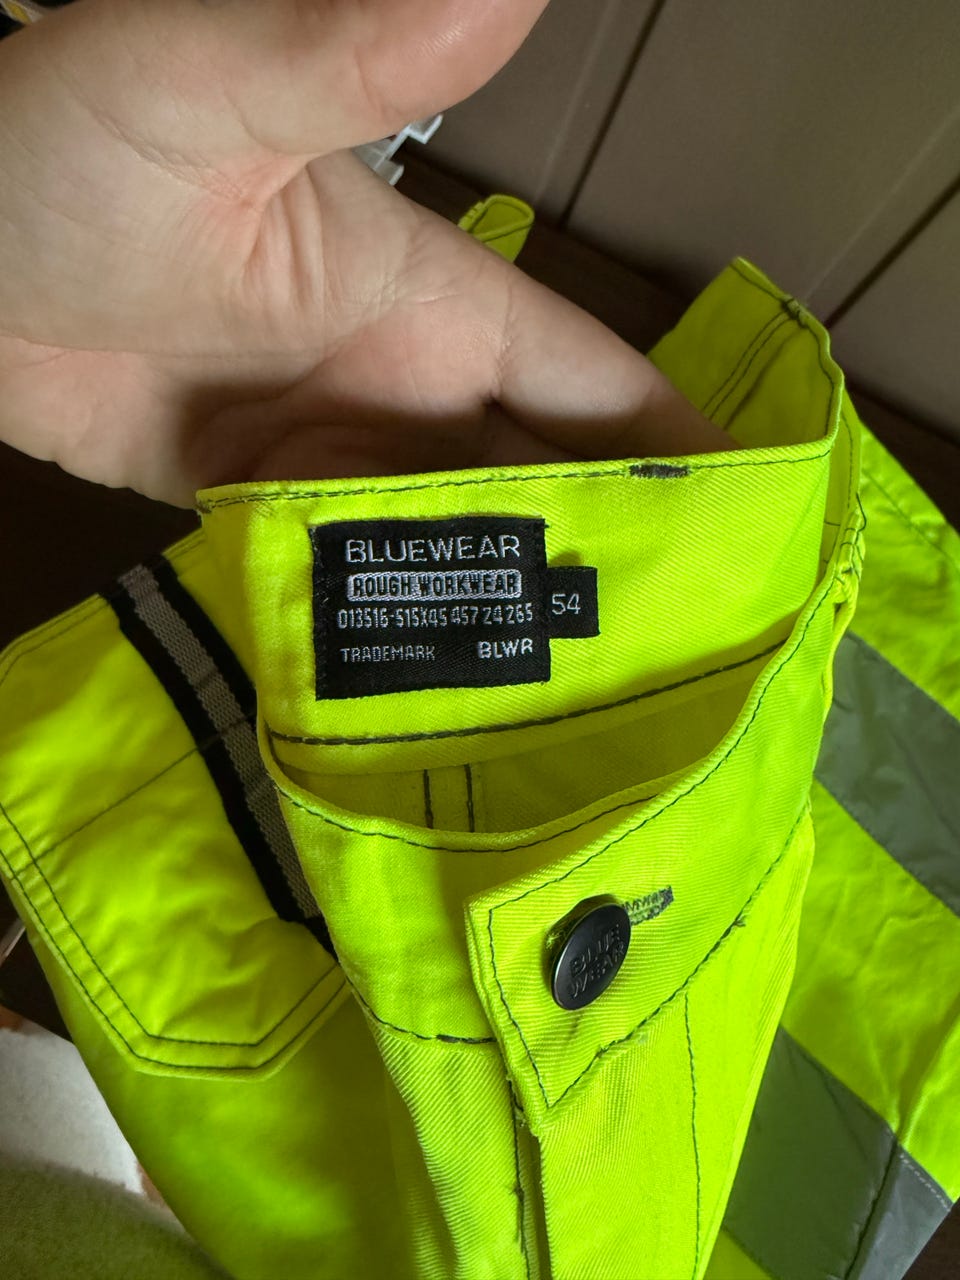 BLUEWEAR
ROUGH WORKWEAR
013516-515X45 457 24 265
TRADEMARK BLWR
54
BLUE
WEAR